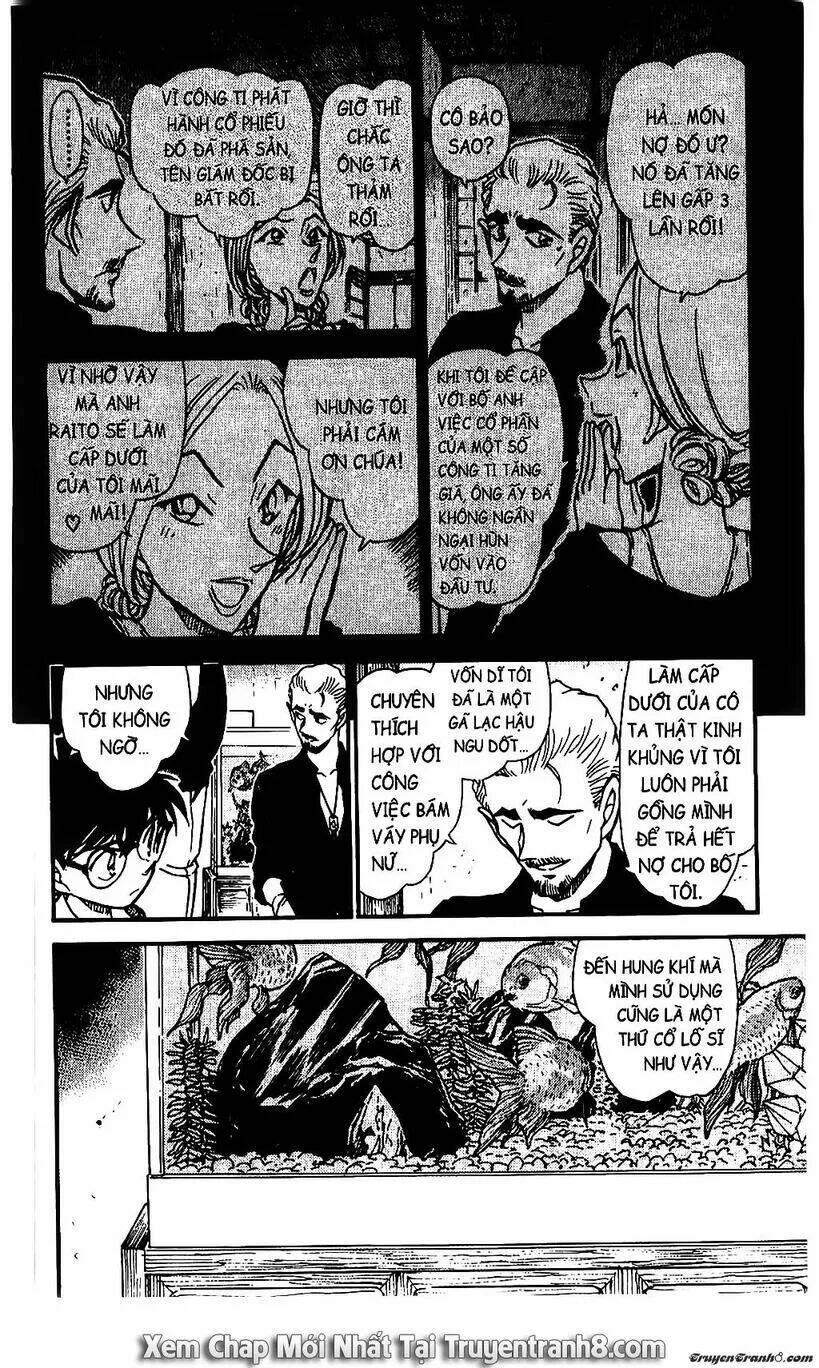 HẢ... MÓN
NỢ ĐÓ Ư?
NÓ ĐÃ TĂNG
LÊN GẤP 3
LẦN RỒI!
CÔ BẢO
SAO?
KHI TÔI ĐỀ CẬP
VỚI BỐ ANH
VIỆC CỔ PHẦN
CỦA MỘT SỐ
CÔNG TI TĂNG
GIÁ, ÔNG ẤY ĐÃ
KHÔNG NGẦN
NGẠI HÙN
VỐN VÀO
ĐẦU TƯ.
GIỜ THÌ
CHẮC
ÔNG TA
THẢM
RỒI...
VÌ CÔNG TI PHÁT
HÀNH CỔ PHIẾU
ĐÓ ĐÃ PHÁ SẢN,
TÊN GIÁM ĐỐC BỊ
BẮT RỒI.
.........
NHƯNG TÔI
PHẢI CẢM
ƠN CHÚA!
VÌ NHỜ VẬY
MÀ ANH
RAITO SẼ LÀM
CẤP DƯỚI
CỦA TÔI MÃI
MÃI!
LÀM CẤP
DƯỚI CỦA CÔ
TA THẬT KINH
KHỦNG VÌ TÔI
LUÔN PHẢI
GỒNG MÌNH
ĐỂ TRẢ HẾT
NỢ CHO BỐ
TÔI.
VỐN DĨ TÔI
ĐÃ LÀ MỘT
GÃ LẠC HẬU
NGU DỐT...
CHUYÊN
THÍCH
HỢP VỚI
CÔNG
VIỆC BÁM
VÁY PHỤ
NỮ...
NHƯNG
TÔI KHÔNG
NGỜ...
ĐẾN HUNG KHÍ MÀ
MÌNH SỬ DỤNG
CŨNG LÀ MỘT
THỨ CỔ LỖ SĨ
NHƯ VẬY...
Xem Chap Mới Nhất Tại Truyentranh8.com
TruyenTranh8.com